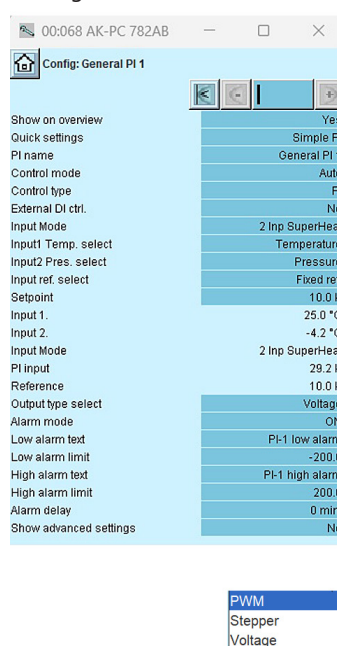 00:068 AK-PC 782AB
Config: General PI 1
Show on overview Yes
Quick settings Simple P
PI name General PI
Control mode Auto
Control type P
External DI ctrl. No
Input Mode 2 Inp SuperHea
Input1 Temp. select Temperature
Input2 Pres. select Pressure
Input ref. select Fixed ref
Setpoint 10.0
Input 1. 25.0 °C
Input 2. -4.2 °C
Input Mode 2 Inp SuperHea
PI input 29.2
Reference 10.0
Output type select Voltage
Alarm mode ON
Low alarm text PI-1 low alarm
Low alarm limit -200.0
High alarm text PI-1 high alarm
High alarm limit 200.0
Alarm delay 0 min
Show advanced settings No
PWM
Stepper
Voltage